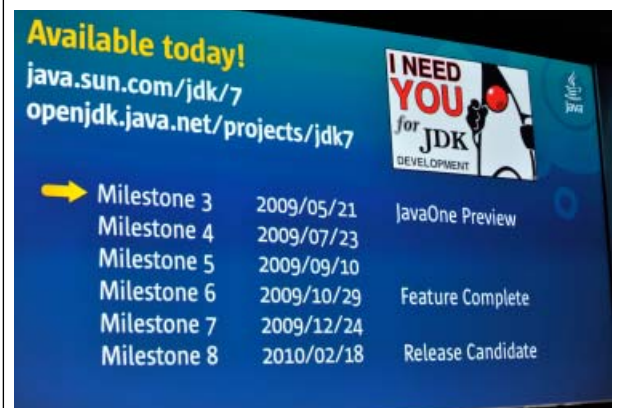 Available today!
java.sun.com/jdk/7
openjdk.java.net/projects/jdk7
I NEED
YOU
for JDK
DEVELOPMENT
Java
Milestone 3 2009/05/21 JavaOne Preview
Milestone 4 2009/07/23
Milestone 5 2009/09/10
Milestone 6 2009/10/29 Feature Complete
Milestone 7 2009/12/24
Milestone 8 2010/02/18 Release Candidate